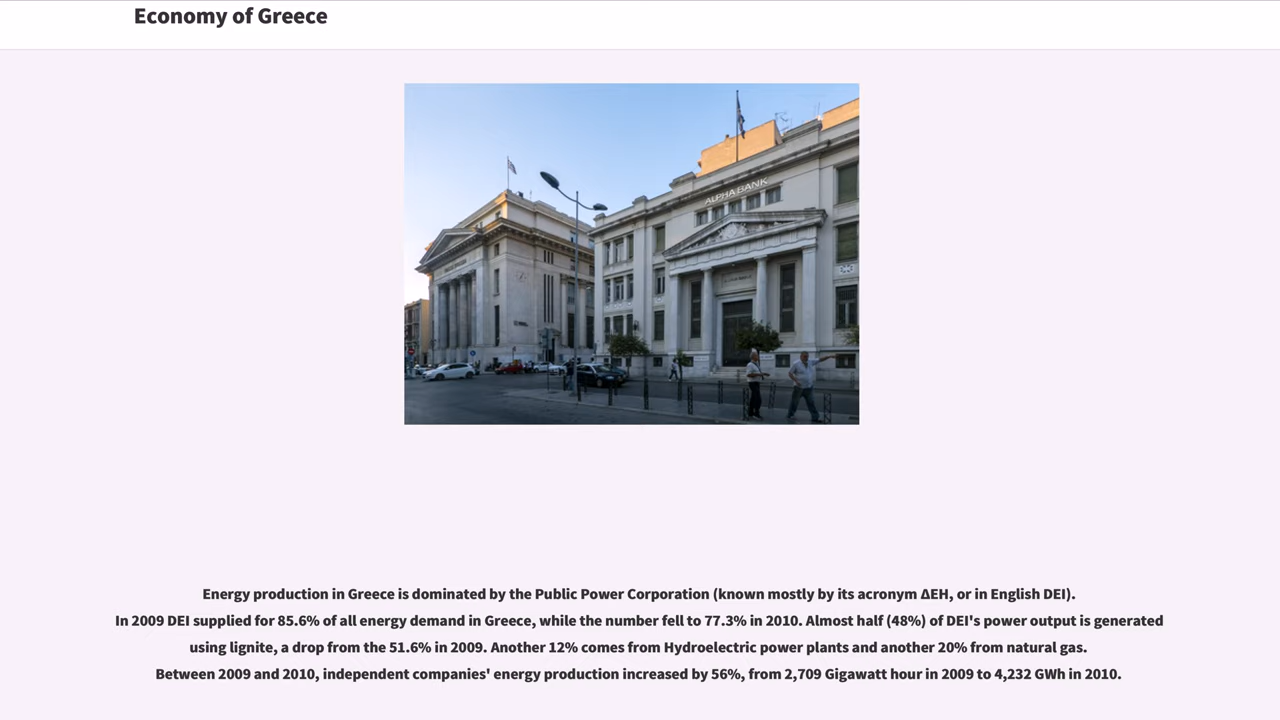 Economy of Greece
ALPHA BANK
Energy production in Greece is dominated by the Public Power Corporation (known mostly by its acronym ΔΕΗ, or in English DEI).
In 2009 DEI supplied for 85.6% of all energy demand in Greece, while the number fell to 77.3% in 2010. Almost half (48%) of DEI's power output is generated
using lignite, a drop from the 51.6% in 2009. Another 12% comes from Hydroelectric power plants and another 20% from natural gas.
Between 2009 and 2010, independent companies' energy production increased by 56%, from 2,709 Gigawatt hour in 2009 to 4,232 GWh in 2010.